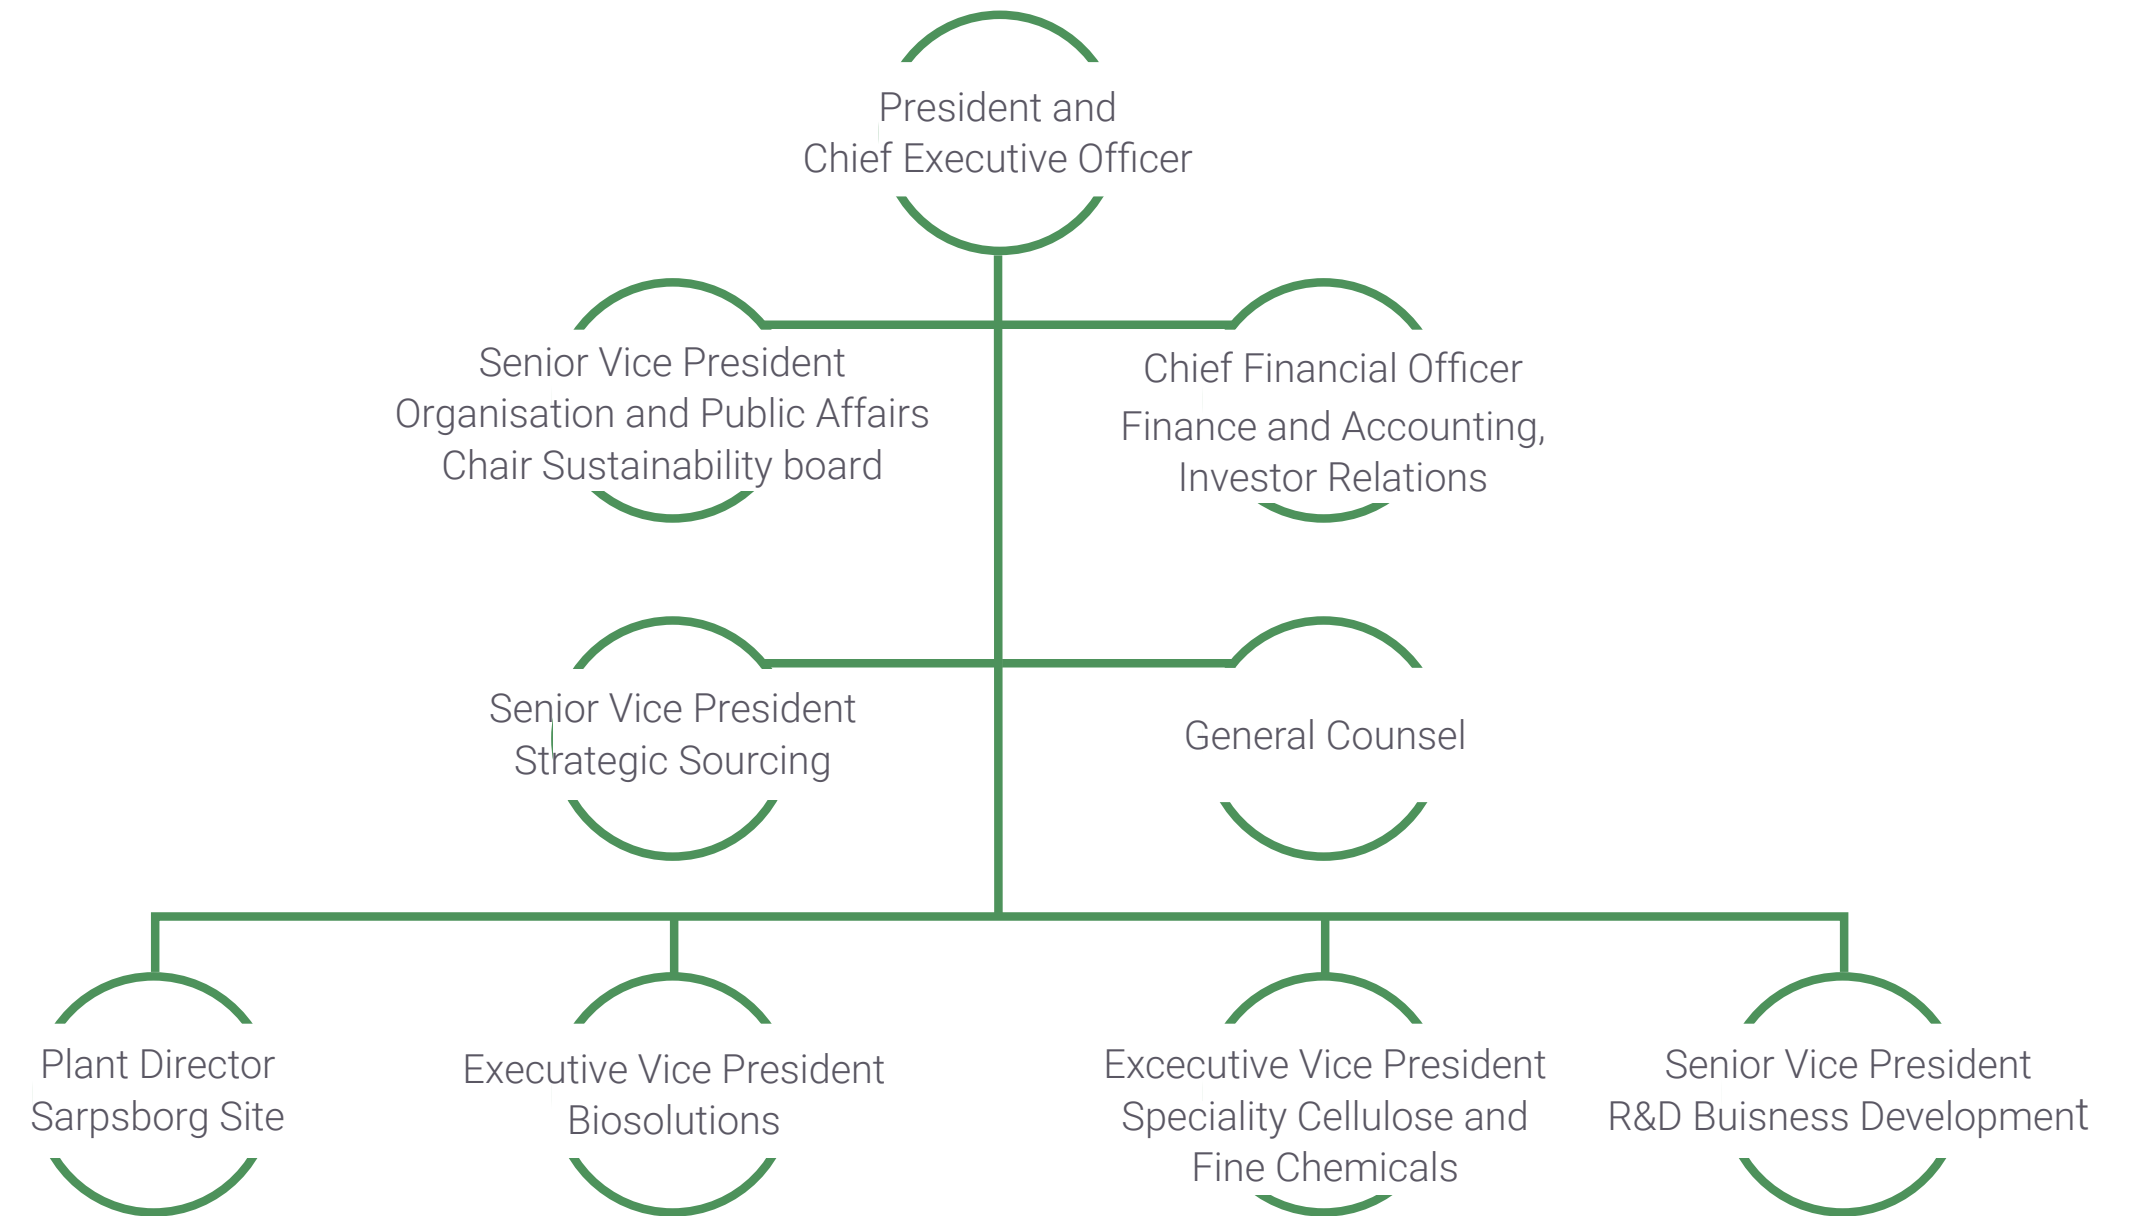 President and
Chief Executive Officer
Senior Vice President
Organisation and Public Affairs
Chair Sustainability board
Chief Financial Officer
Finance and Accounting,
Investor Relations
Senior Vice President
Strategic Sourcing
General Counsel
Plant Director
Sarpsborg Site
Executive Vice President
Biosolutions
Excecutive Vice President
Speciality Cellulose and
Fine Chemicals
Senior Vice President
R&D Buisness Development